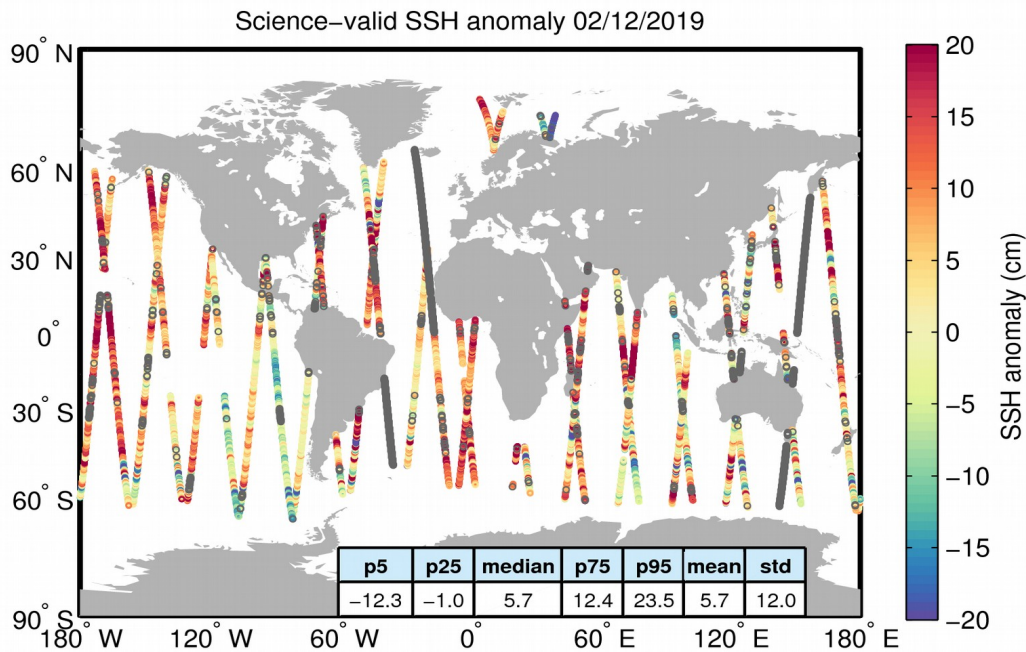 Science−valid SSH anomaly 02/12/2019
90° N
60° N
30° N
0°
30° S
60° S
90° S
180° W
120° W
60° W
0°
60° E
120° E
180° E
p5 p25 median p75 p95 mean std
−12.3 −1.0 5.7 12.4 23.5 5.7 12.0
20
15
10
5
0
−5
−10
−15
−20
SSH anomaly (cm)